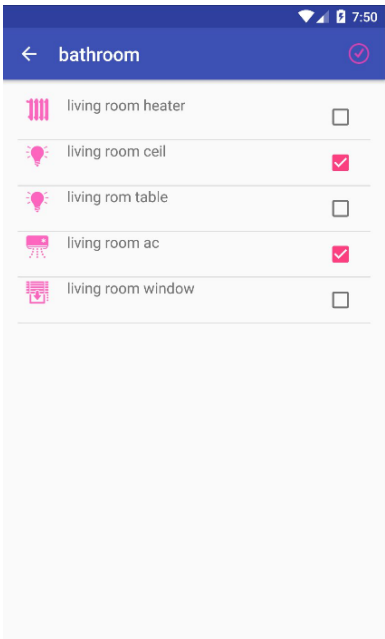 7:50
bathroom
living room heater
living room ceil
living rom table
living room ac
living room window